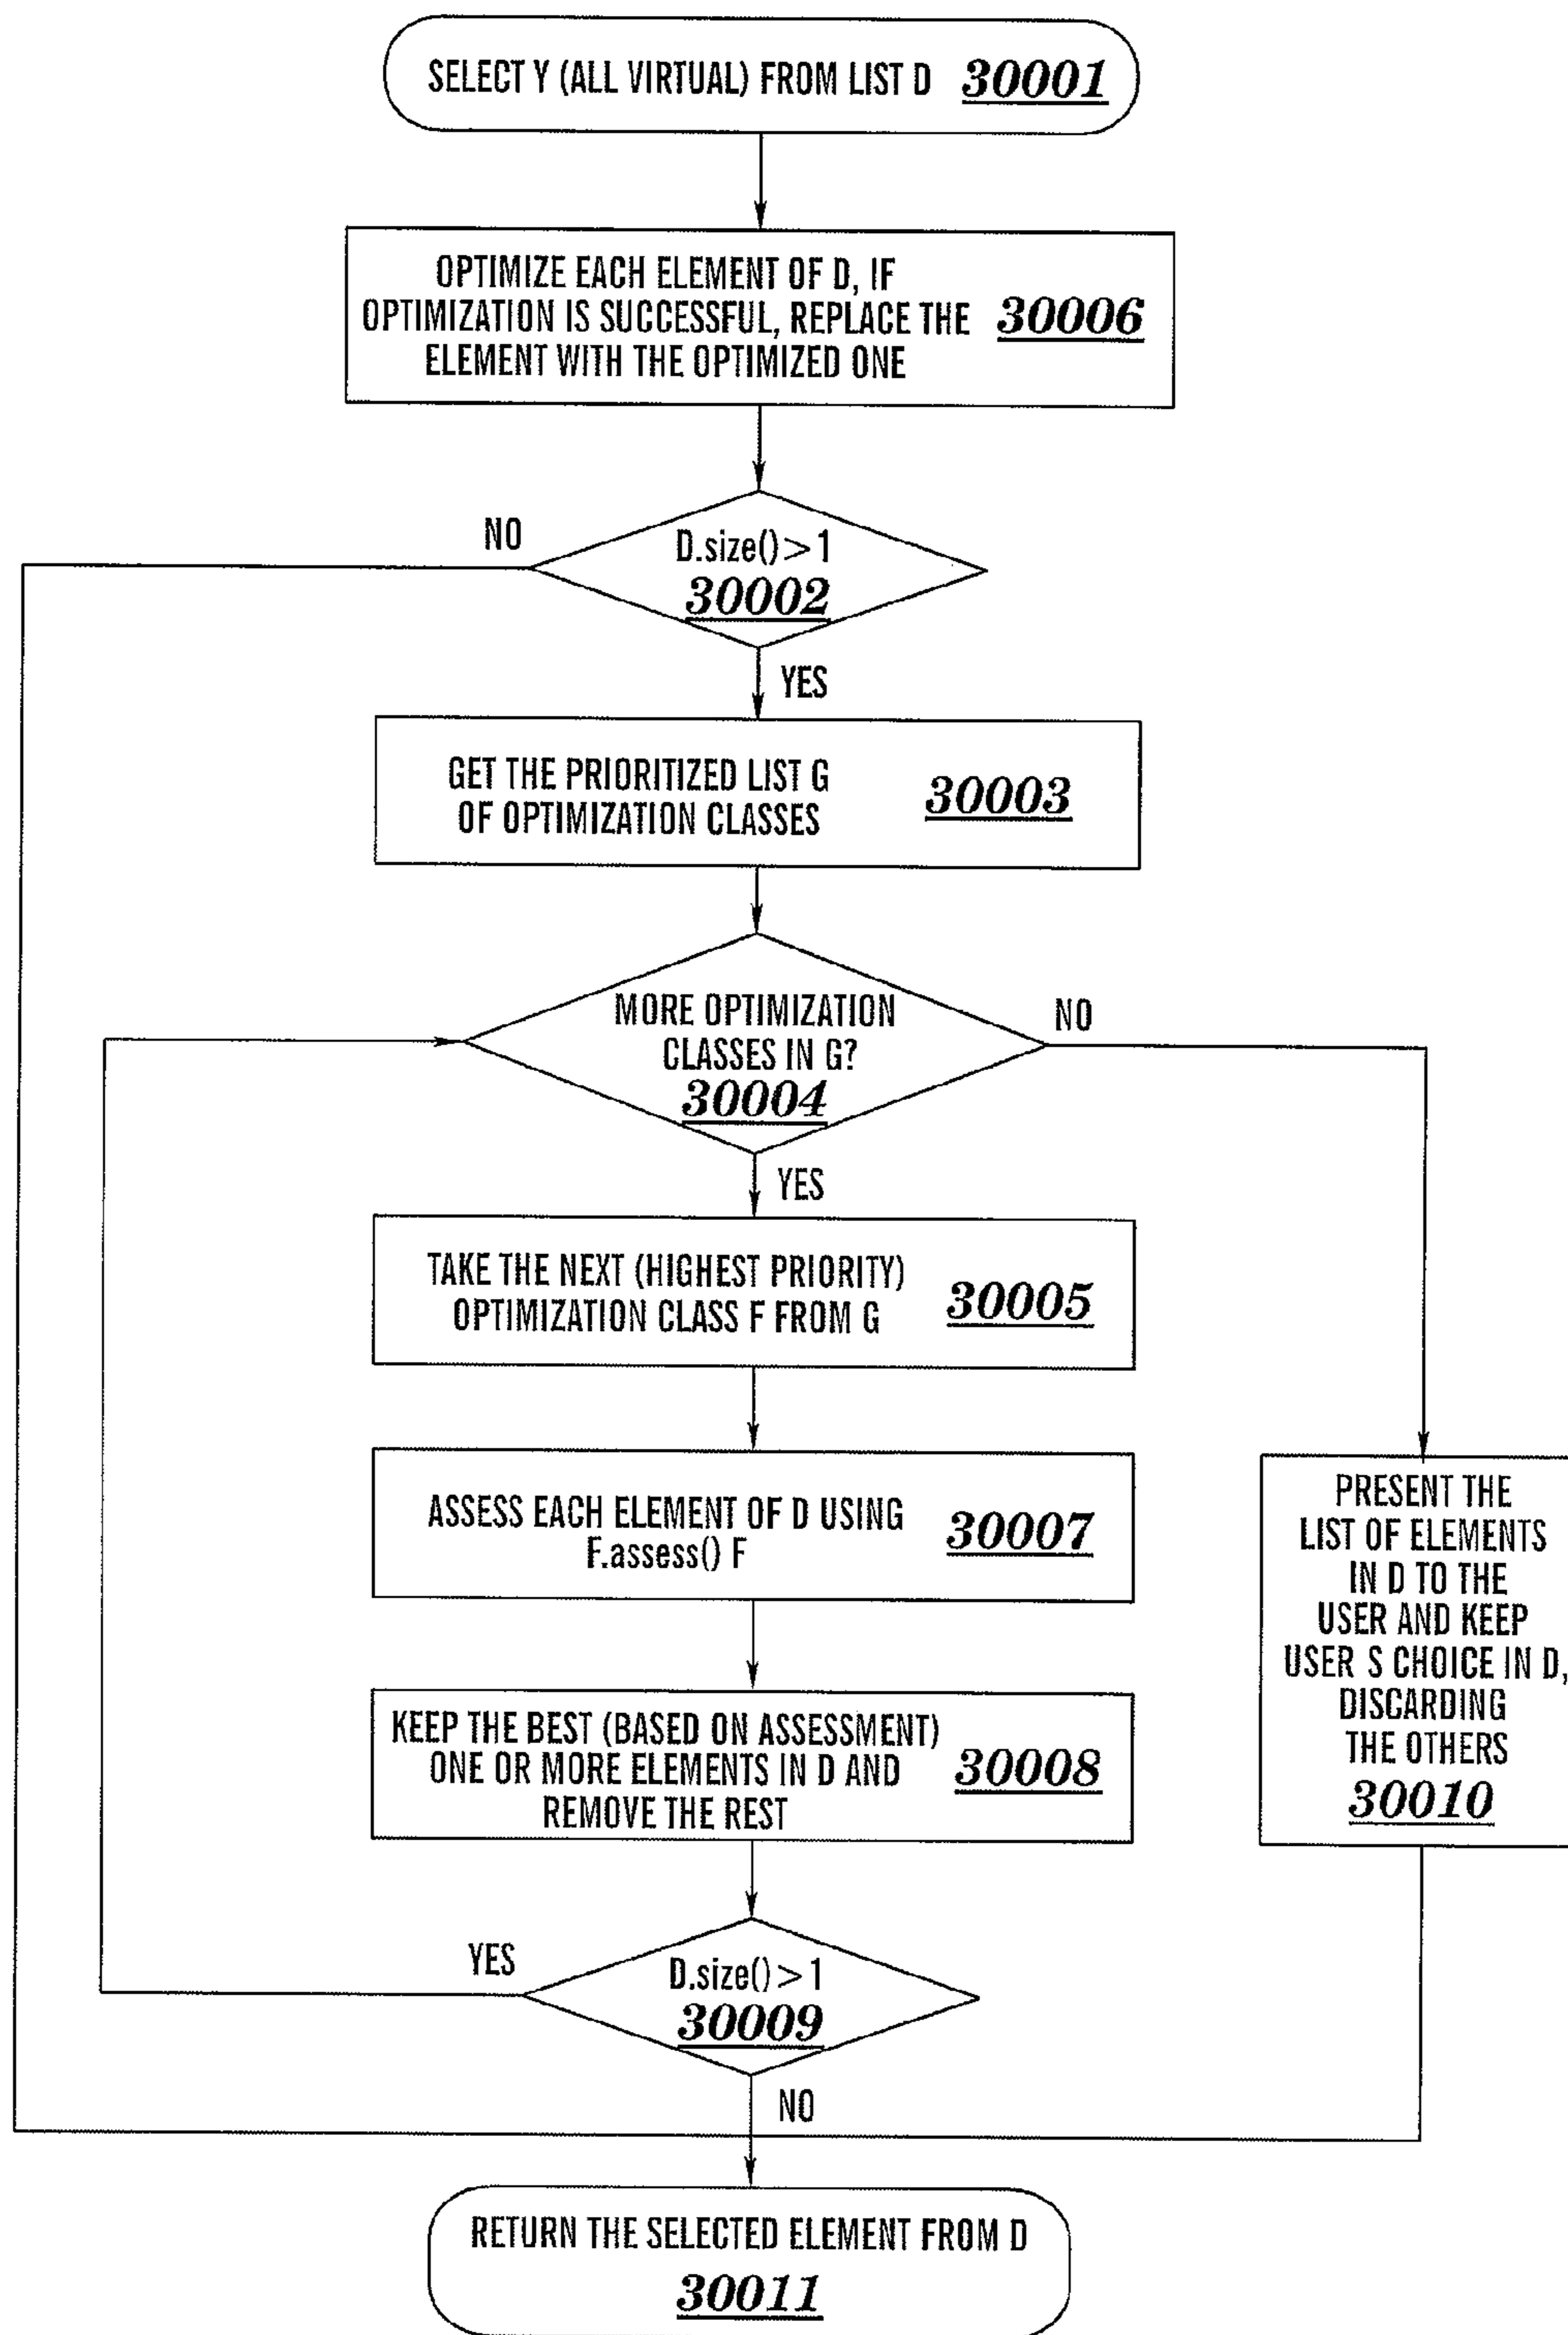 SELECT Y (ALL VIRTUAL) FROM LIST D 30001
OPTIMIZE EACH ELEMENT OF D, IF
OPTIMIZATION IS SUCCESSFUL, REPLACE THE 30006
ELEMENT WITH THE OPTIMIZED ONE
NO
D.size()>1
30002
YES
GET THE PRIORITIZED LIST G
OF OPTIMIZATION CLASSES
30003
MORE OPTIMIZATION
CLASSES IN G?
30004
NO
YES
TAKE THE NEXT (HIGHEST PRIORITY)
OPTIMIZATION CLASS F FROM G
30005
ASSESS EACH ELEMENT OF D USING
F.assess() F
30007
KEEP THE BEST (BASED ON ASSESSMENT)
ONE OR MORE ELEMENTS IN D AND
REMOVE THE REST
30008
PRESENT THE
LIST OF ELEMENTS
IN D TO THE
USER AND KEEP
USER S CHOICE IN D,
DISCARDING
THE OTHERS
30010
YES
D.size()>1
30009
NO
RETURN THE SELECTED ELEMENT FROM D
30011